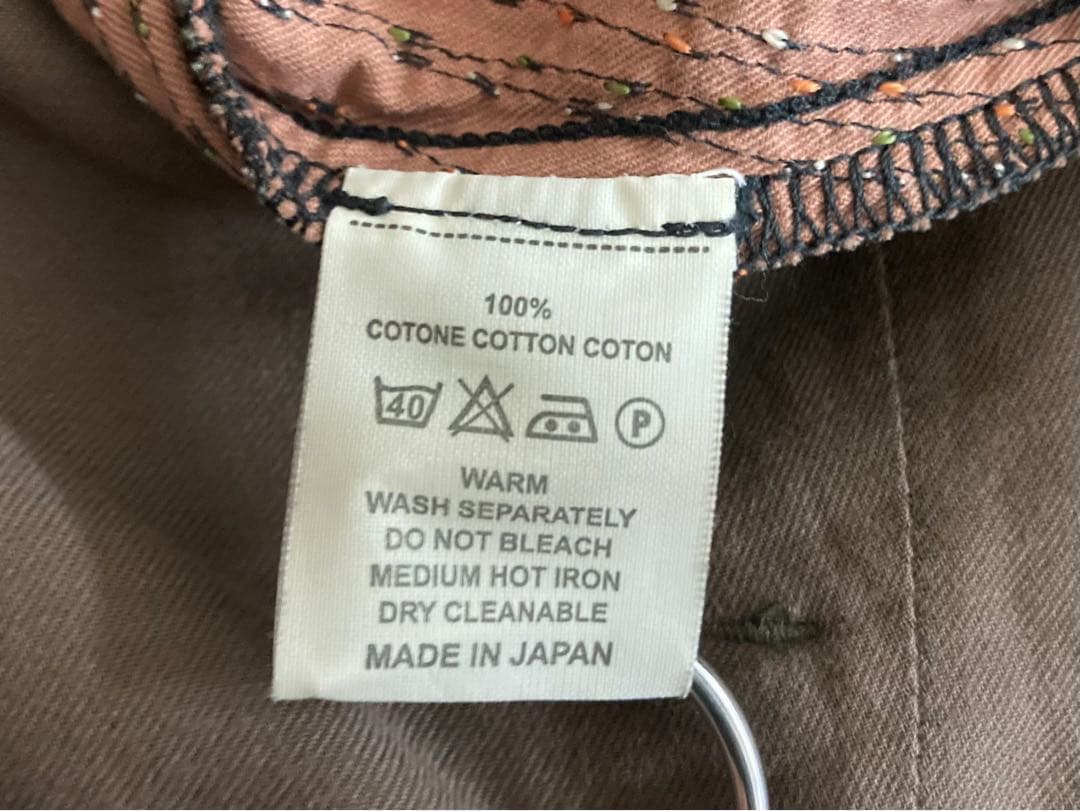 100%
COTONE COTTON COTON
40 P
WARM
WASH SEPARATELY
DO NOT BLEACH
MEDIUM HOT IRON
DRY CLEANABLE
MADE IN JAPAN